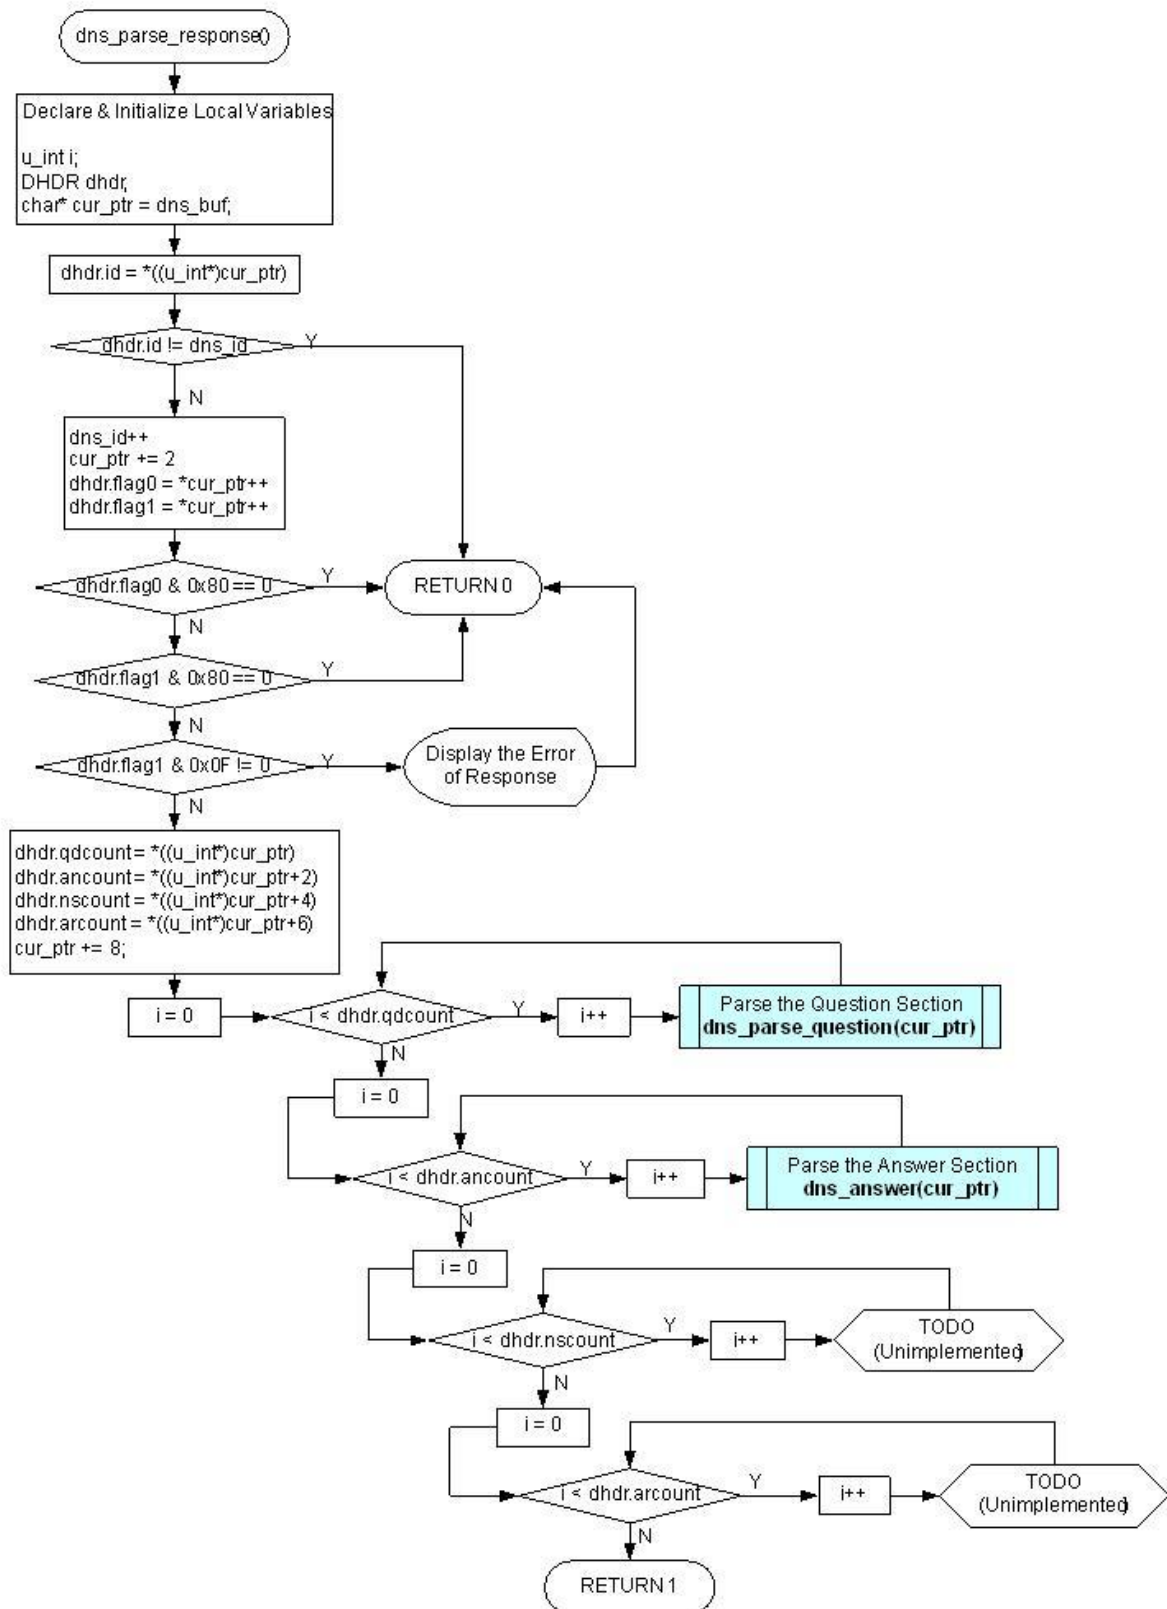 dns_parse_response()
Declare & Initialize Local Variables
u_int i;
DHDR dhdr;
char* cur_ptr = dns_buf;
dhdr.id = *((u_int*)cur_ptr)
dhdr.id != dns_id
Y
N
dns_id++
cur_ptr += 2
dhdr.flag0 = *cur_ptr++
dhdr.flag1 = *cur_ptr++
dhdr.flag0 & 0x80 == 0
Y
RETURN 0
N
dhdr.flag1 & 0x80 == 0
Y
N
dhdr.flag1 & 0x0F != 0
Y
Display the Error
of Response
N
dhdr.qdcount = *((u_int*)cur_ptr)
dhdr.ancount = *((u_int*)cur_ptr+2)
dhdr.nscount = *((u_int*)cur_ptr+4)
dhdr.arcount = *((u_int*)cur_ptr+6)
cur_ptr += 8;
i = 0
i < dhdr.qdcount
Y
i++
Parse the Question Section
dns_parse_question(cur_ptr)
N
i = 0
i < dhdr.ancount
Y
i++
Parse the Answer Section
dns_answer(cur_ptr)
N
i = 0
i < dhdr.nscount
Y
i++
TODO
(Unimplemented)
N
i = 0
i < dhdr.arcount
Y
i++
TODO
(Unimplemented)
N
RETURN 1